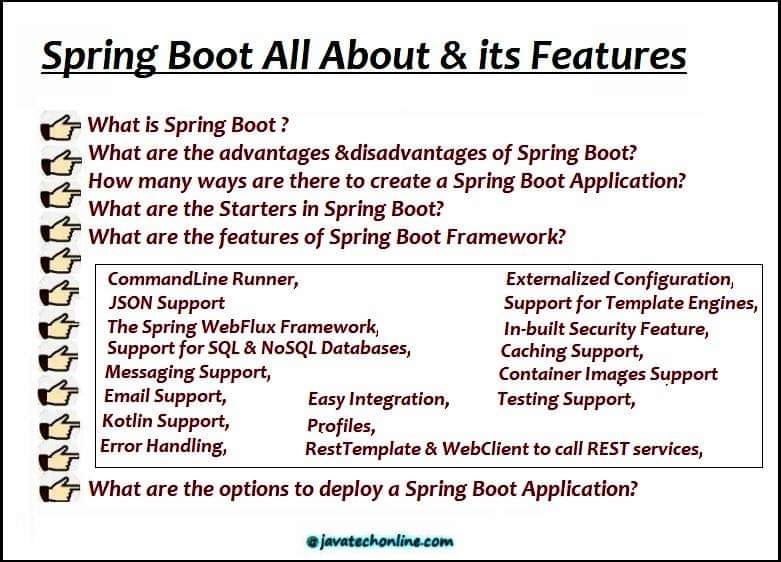 Spring Boot All About & its Features
What is Spring Boot ?
What are the advantages &disadvantages of Spring Boot?
How many ways are there to create a Spring Boot Application?
What are the Starters in Spring Boot?
What are the features of Spring Boot Framework?
CommandLine Runner, Externalized Configuration,
JSON Support Support for Template Engines,
The Spring WebFlux Framework, In-built Security Feature,
Support for SQL & NoSQL Databases, Caching Support,
Messaging Support, Container Images Support
Email Support, Easy Integration, Testing Support,
Kotlin Support, Profiles,
Error Handling, RestTemplate & WebClient to call REST services,
What are the options to deploy a Spring Boot Application?
@javatechonline.com